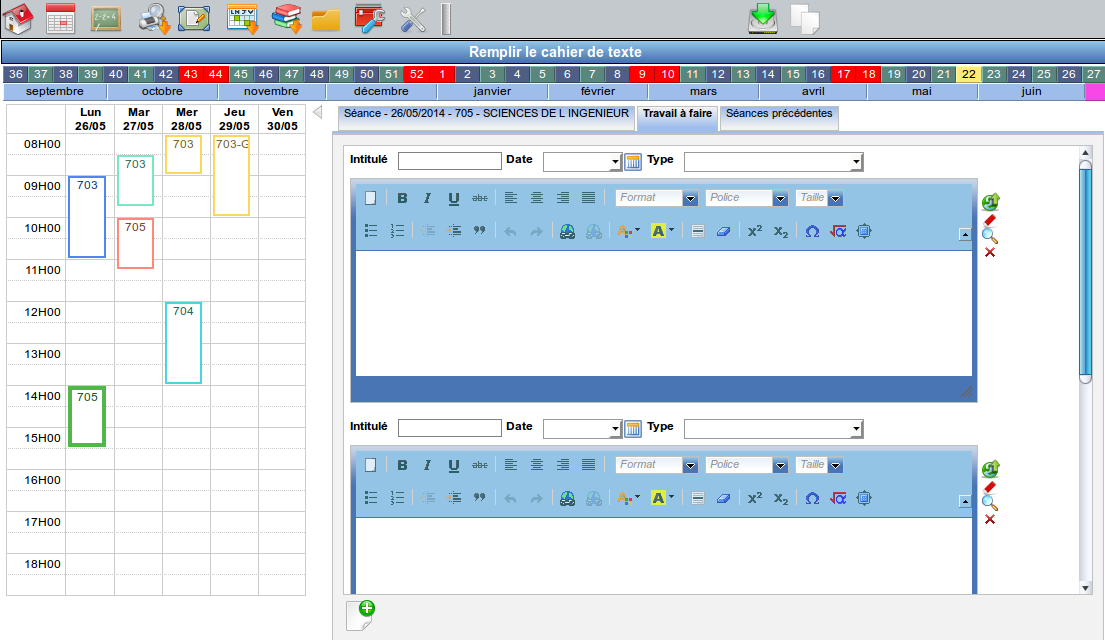 Remplir le cahier de texte
36 37 38 39 40 41 42 43 44 45 46 47 48 49 50 51 52 1 2 3 4 5 6 7 8 9 10 11 12 13 14 15 16 17 18 19 20 21 22 23 24 25 26 27
septembre octobre novembre décembre janvier février mars avril mai juin
Lun Mar Mer Jeu Ven
26/05 27/05 28/05 29/05 30/05
08H00 703 703-G
703
09H00 703
10H00 705
11H00
12H00 704
13H00
14H00 705
15H00
16H00
17H00
18H00
Séance - 26/05/2014 - 705 - SCIENCES DE L INGENIEUR Travail à faire Séances précédentes
Intitulé Date Type
B I U abc Format Police Taille
A A x² x₂ Ω √α
Intitulé Date Type
B I U abc Format Police Taille
A A x² x₂ Ω √α